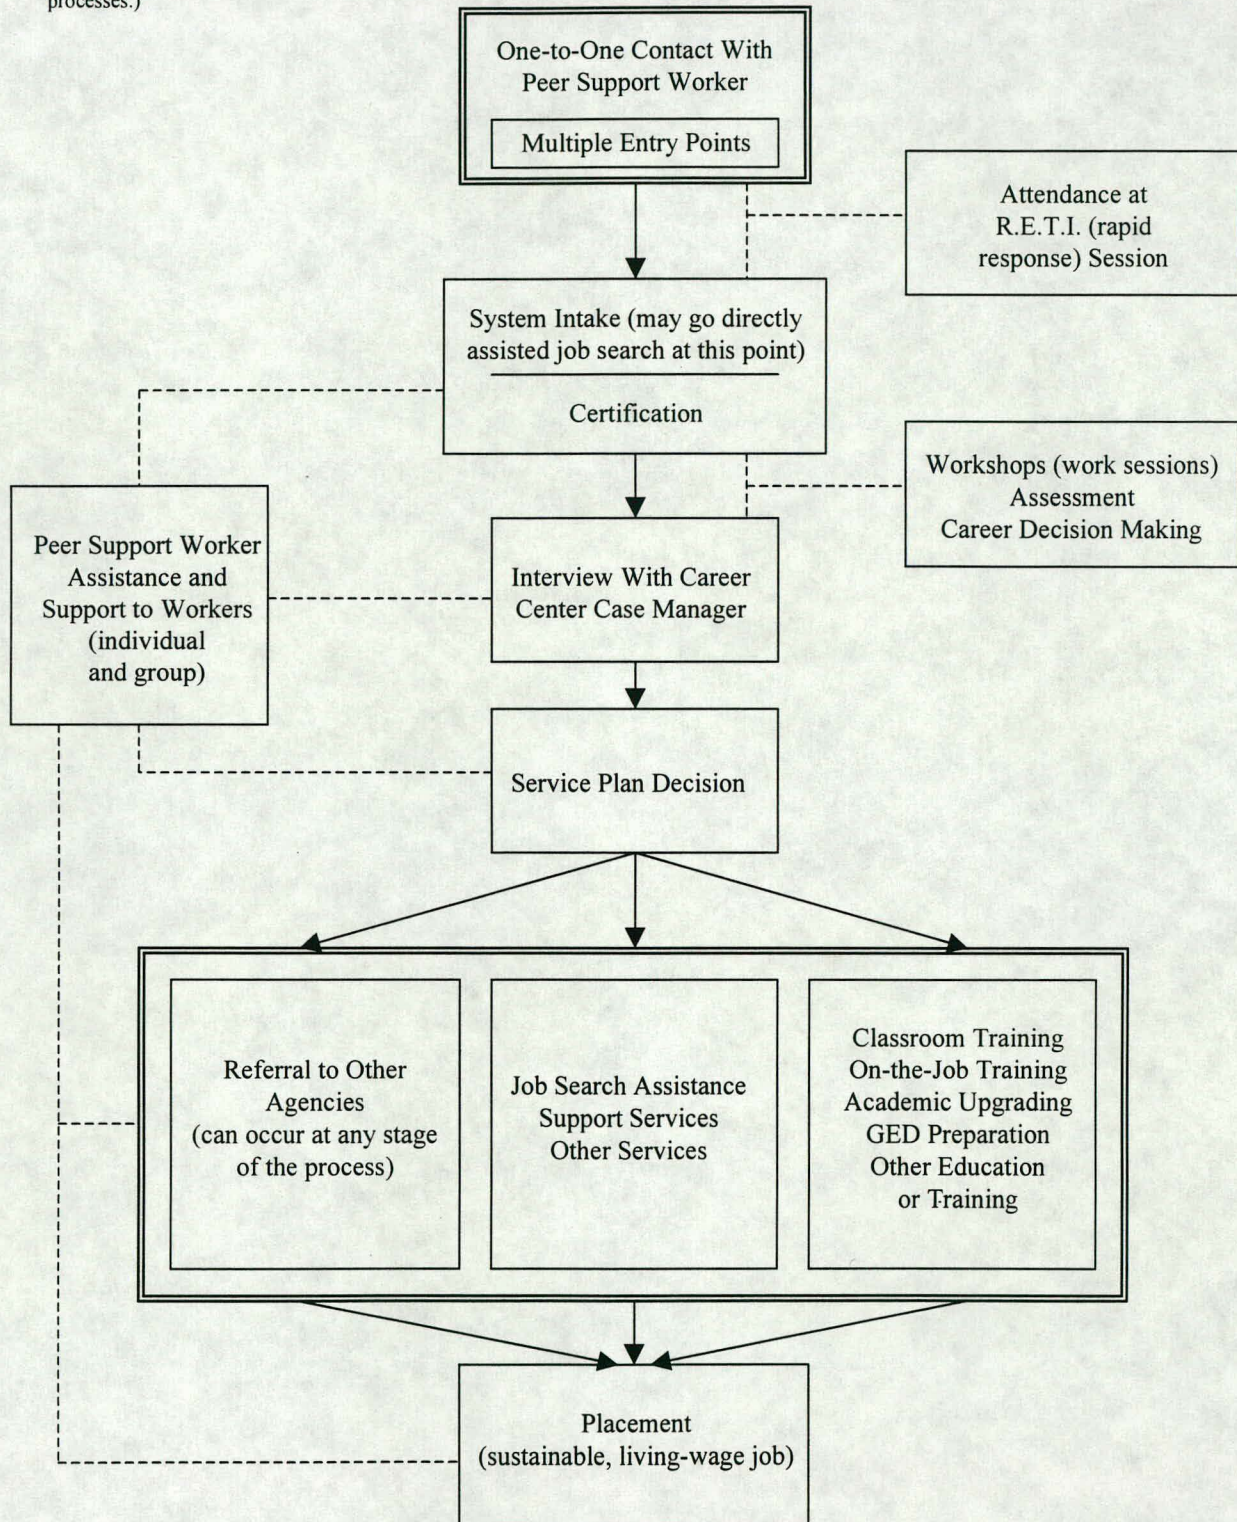 processes.)
One-to-One Contact With
Peer Support Worker
Multiple Entry Points
Attendance at
R.E.T.I. (rapid
response) Session
System Intake (may go directly
assisted job search at this point)
Certification
Workshops (work sessions)
Assessment
Career Decision Making
Peer Support Worker
Assistance and
Support to Workers
(individual
and group)
Interview With Career
Center Case Manager
Service Plan Decision
Referral to Other
Agencies
(can occur at any stage
of the process)
Job Search Assistance
Support Services
Other Services
Classroom Training
On-the-Job Training
Academic Upgrading
GED Preparation
Other Education
or Training
Placement
(sustainable, living-wage job)